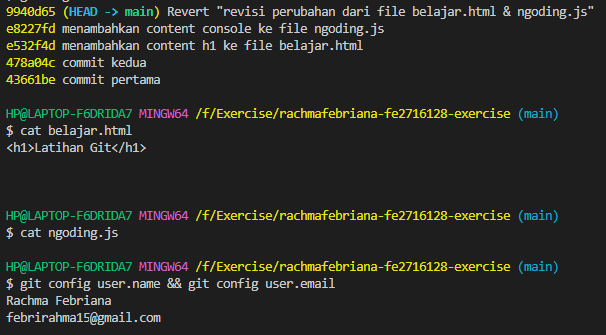 9940d65 (HEAD -> main) Revert "revisi perubahan dari file belajar.html & ngoding.js"
e8227fd menambahkan content console ke file ngoding.js
e532f4d menambahkan content h1 ke file belajar.html
478a04c commit kedua
43661be commit pertama
HP@LAPTOP-F6DRIDA7 MINGW64 /f/Exercise/rachmafebriana-fe2716128-exercise (main)
$ cat belajar.html
<h1>Latihan Git</h1>
HP@LAPTOP-F6DRIDA7 MINGW64 /f/Exercise/rachmafebriana-fe2716128-exercise (main)
$ cat ngoding.js
HP@LAPTOP-F6DRIDA7 MINGW64 /f/Exercise/rachmafebriana-fe2716128-exercise (main)
$ git config user.name && git config user.email
Rachma Febriana
febrirahma15@gmail.com